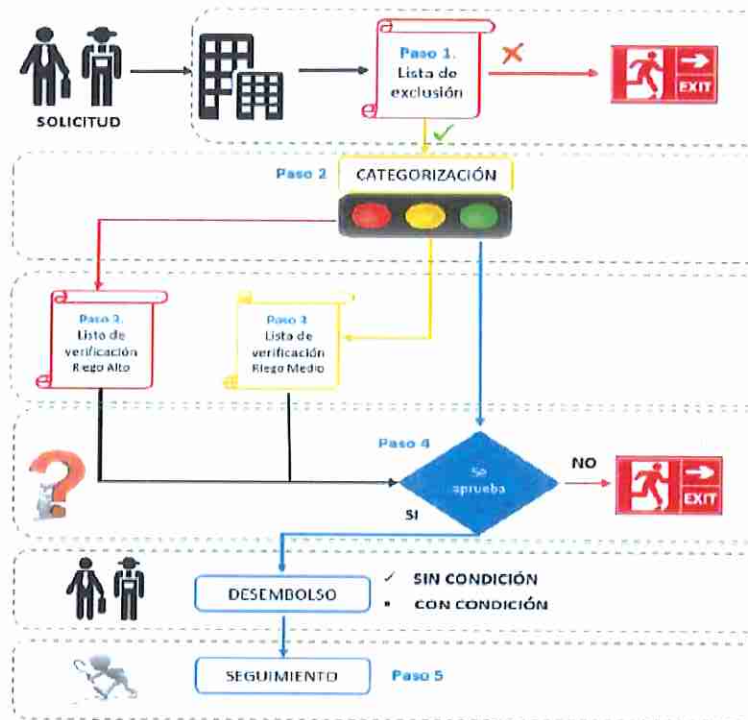 SOLICITUD
Paso 1.
Lista de
exclusión
EXIT
Paso 2
CATEGORIZACIÓN
Paso 3.
Lista de
verificación
Riego Alto
Paso 3
Lista de
verificación
Riego Medio
Paso 4
Se
aprueba
NO
EXIT
SI
DESEMBOLSO
✓ SIN CONDICIÓN
• CON CONDICIÓN
SEGUIMIENTO
Paso 5